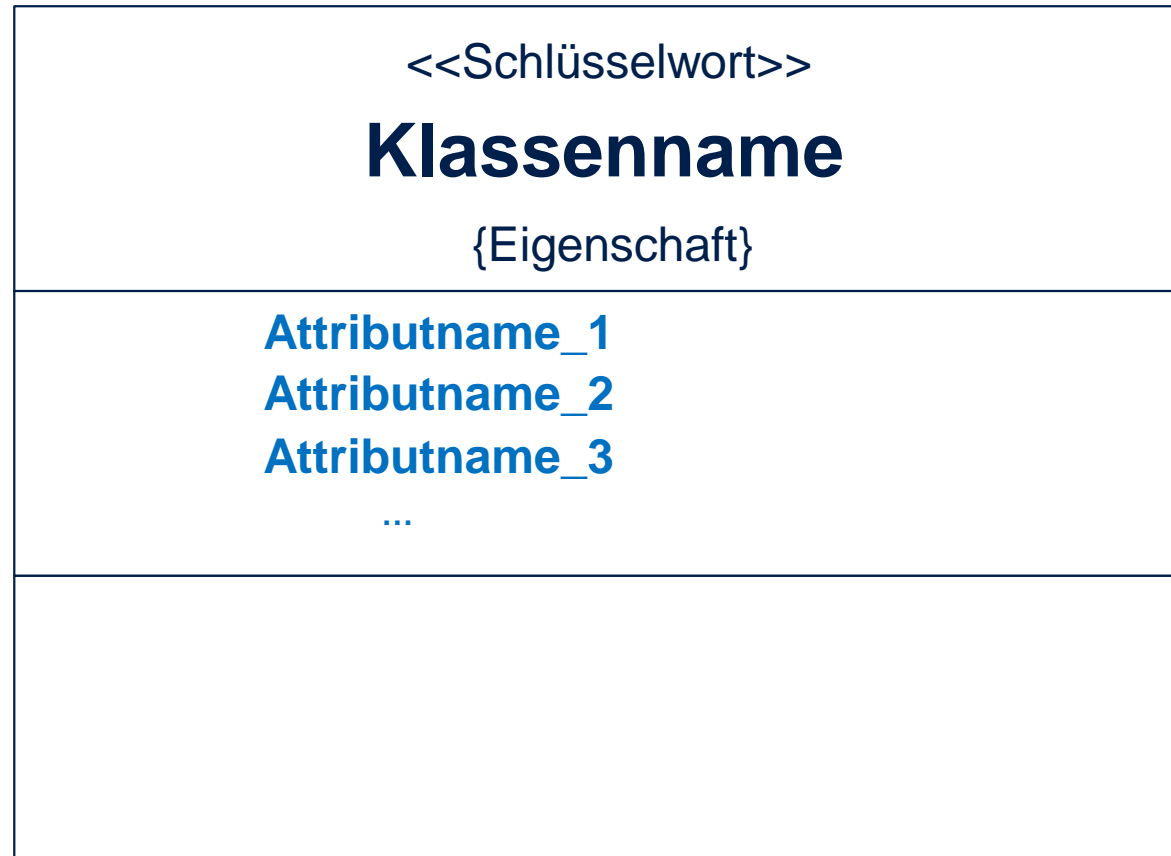 <<Schlüsselwort>>
Klassenname
{Eigenschaft}
Attributname_1
Attributname_2
Attributname_3
...